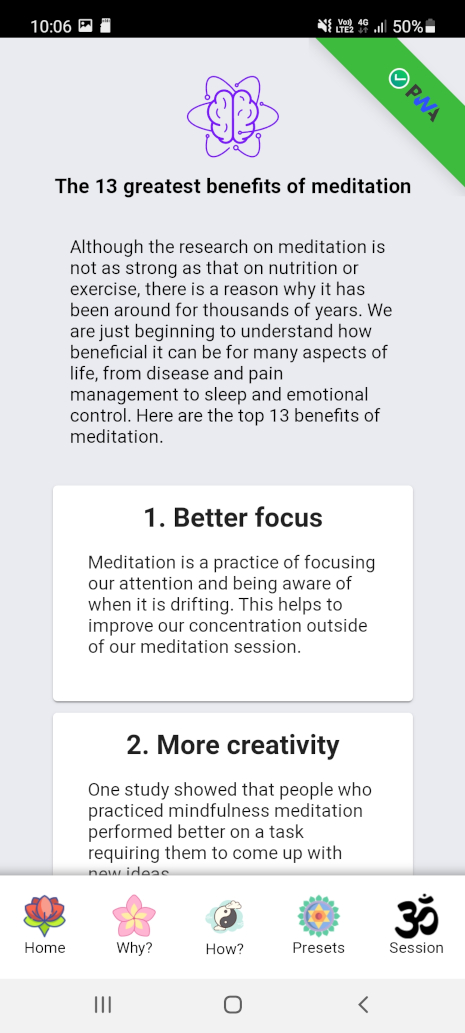 10:06
Vo)) LTE2 4G 50%
PWA
The 13 greatest benefits of meditation
Although the research on meditation is
not as strong as that on nutrition or
exercise, there is a reason why it has
been around for thousands of years. We
are just beginning to understand how
beneficial it can be for many aspects of
life, from disease and pain
management to sleep and emotional
control. Here are the top 13 benefits of
meditation.
1. Better focus
Meditation is a practice of focusing
our attention and being aware of
when it is drifting. This helps to
improve our concentration outside
of our meditation session.
2. More creativity
One study showed that people who
practiced mindfulness meditation
performed better on a task
requiring them to come up with
new ideas
ॐ
Home
Why?
How?
Presets
Session